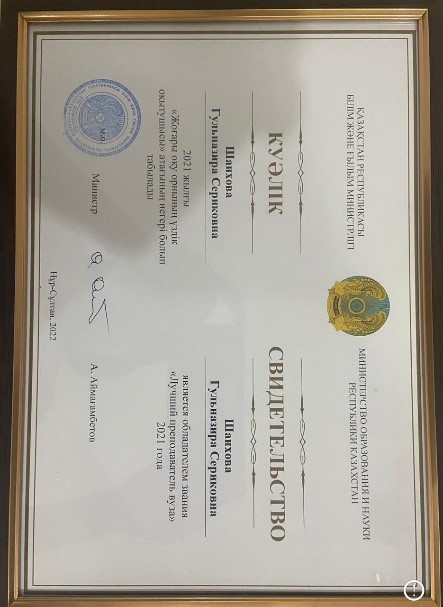 ҚАЗАҚСТАН РЕСПУБЛИКАСЫ
БІЛІМ ЖӘНЕ ҒЫЛЫМ МИНИСТРЛІГІ
КУӘЛІК
Шаихова
Гульназира Сериковна
2021 жылғы
«Жоғары оқу орнының үздік
оқытушысы» атағының иегері болып
табылады
Министр
МИНИСТЕРСТВО ОБРАЗОВАНИЯ И НАУКИ
РЕСПУБЛИКИ КАЗАХСТАН
СВИДЕТЕЛЬСТВО
Шаихова
Гульназира Сериковна
является обладателем звания
«Лучший преподаватель вуза»
2021 года
А. Аймагамбетов
Нұр-Сұлтан, 2022